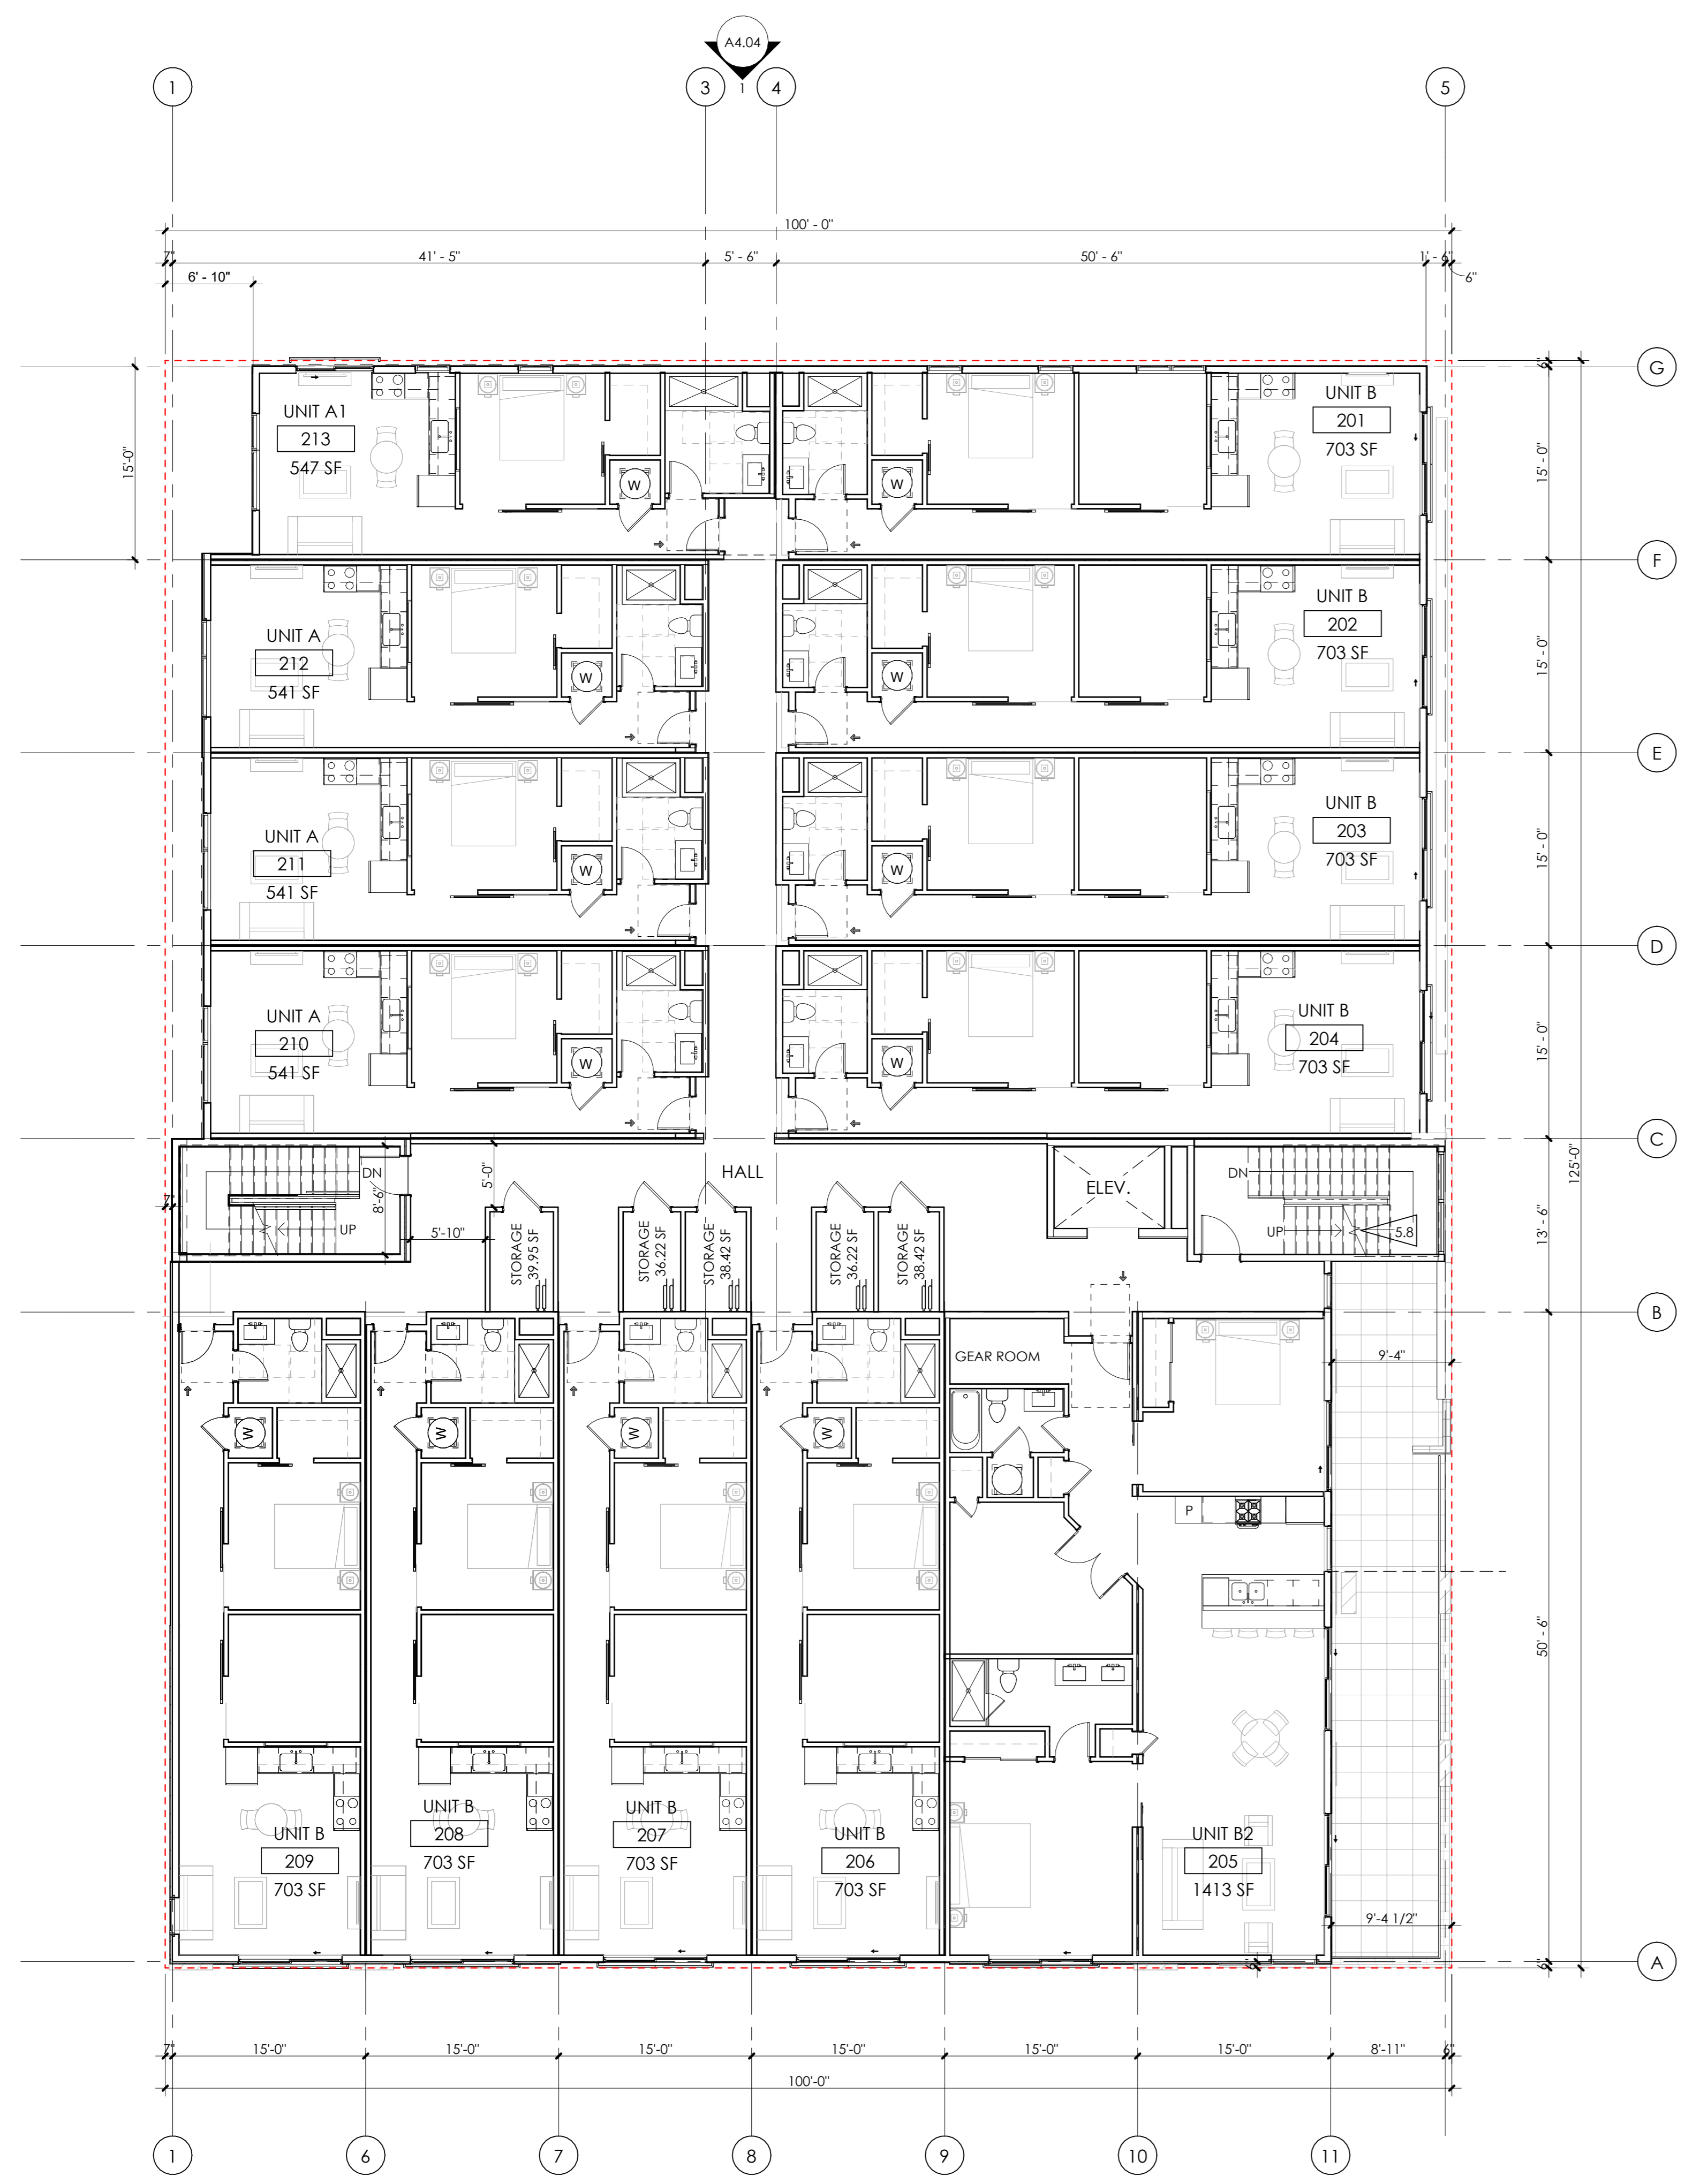 A4.04
1
3
1
4
5
100' - 0"
7"
41' - 5"
5' - 6"
50' - 6"
1' - 6"
6"
6' - 10"
6"
G
UNIT A1
213
547 SF
UNIT B
201
703 SF
W
W
15'-0"
15' - 0"
F
UNIT A
212
541 SF
UNIT B
202
703 SF
W
W
15' - 0"
E
UNIT A
211
541 SF
UNIT B
203
703 SF
W
W
15' - 0"
D
UNIT A
210
541 SF
UNIT B
204
703 SF
W
W
15' - 0"
C
DN
UP
8'-6"
7"
5'-0"
5'-10"
HALL
ELEV.
DN
UP
5.8
13' - 6"
125'-0"
STORAGE
39.95 SF
STORAGE
36.22 SF
STORAGE
38.42 SF
STORAGE
36.22 SF
STORAGE
38.42 SF
B
GEAR ROOM
9'-4"
W
W
W
W
P
50' - 6"
UNIT B
209
703 SF
UNIT B
208
703 SF
UNIT B
207
703 SF
UNIT B
206
703 SF
UNIT B2
205
1413 SF
9'-4 1/2"
6"
6"
A
7"
15'-0"
15'-0"
15'-0"
15'-0"
15'-0"
15'-0"
8'-11"
6"
100'-0"
1
6
7
8
9
10
11